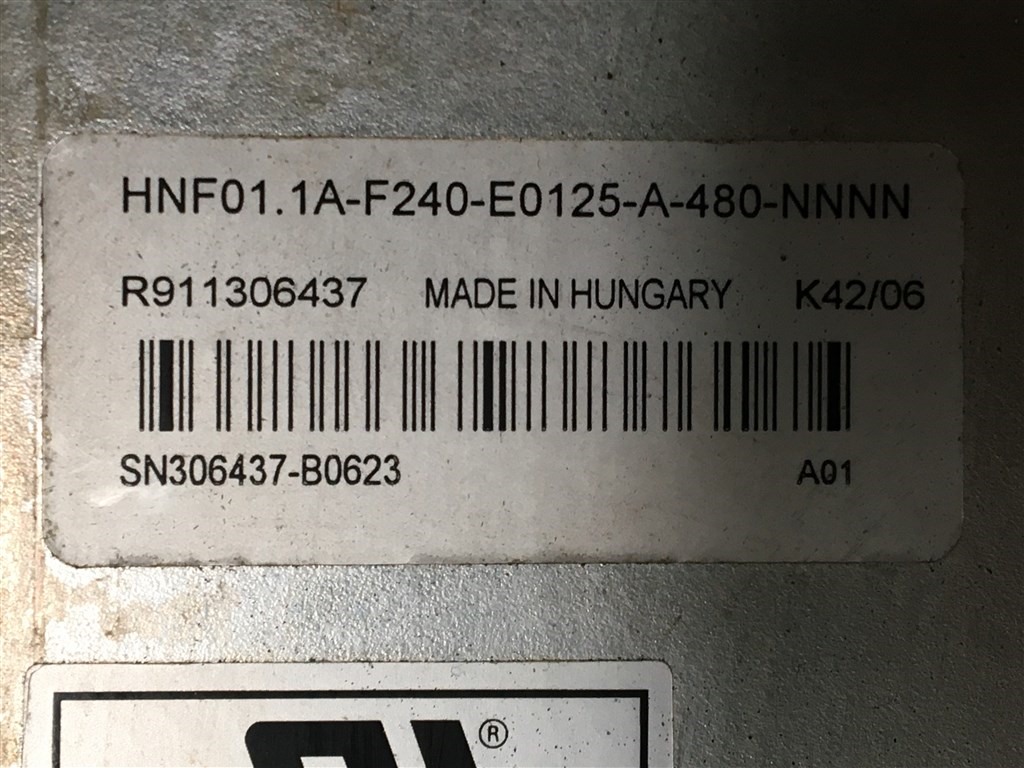 HNF01.1A-F240-E0125-A-480-NNNN
R911306437 MADE IN HUNGARY K42/06
SN306437-B0623 A01
®